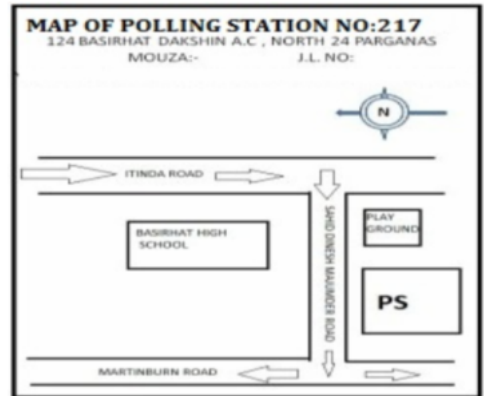 MAP OF POLLING STATION NO:217
124 BASIRHAT DAKSHIN A.C , NORTH 24 PARGANAS
MOUZA:- J.L. NO:
N
ITINDA ROAD
SAHID DINESH MAJUMDER ROAD
PLAY
GROUND
BASIRHAT HIGH
SCHOOL
PS
MARTINBURN ROAD